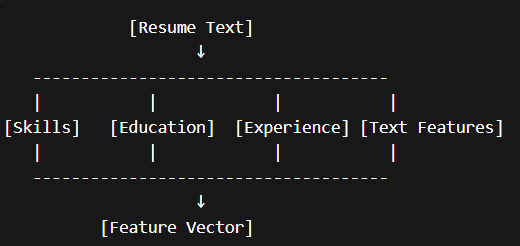 [Resume Text]
↓
------------------------------------
| | | |
[Skills] [Education] [Experience] [Text Features]
| | | |
------------------------------------
↓
[Feature Vector]